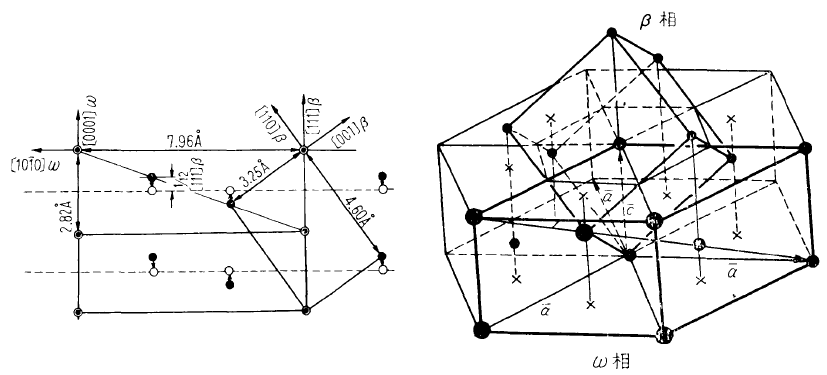 β 相
[0001]ω
[1̄10]β
[111]β
[001]β
7.96Å
[101̄0]ω
1/12
[111]β
3.25Å
2.82Å
4.60Å
ā
c̄
ā
ā
ω 相